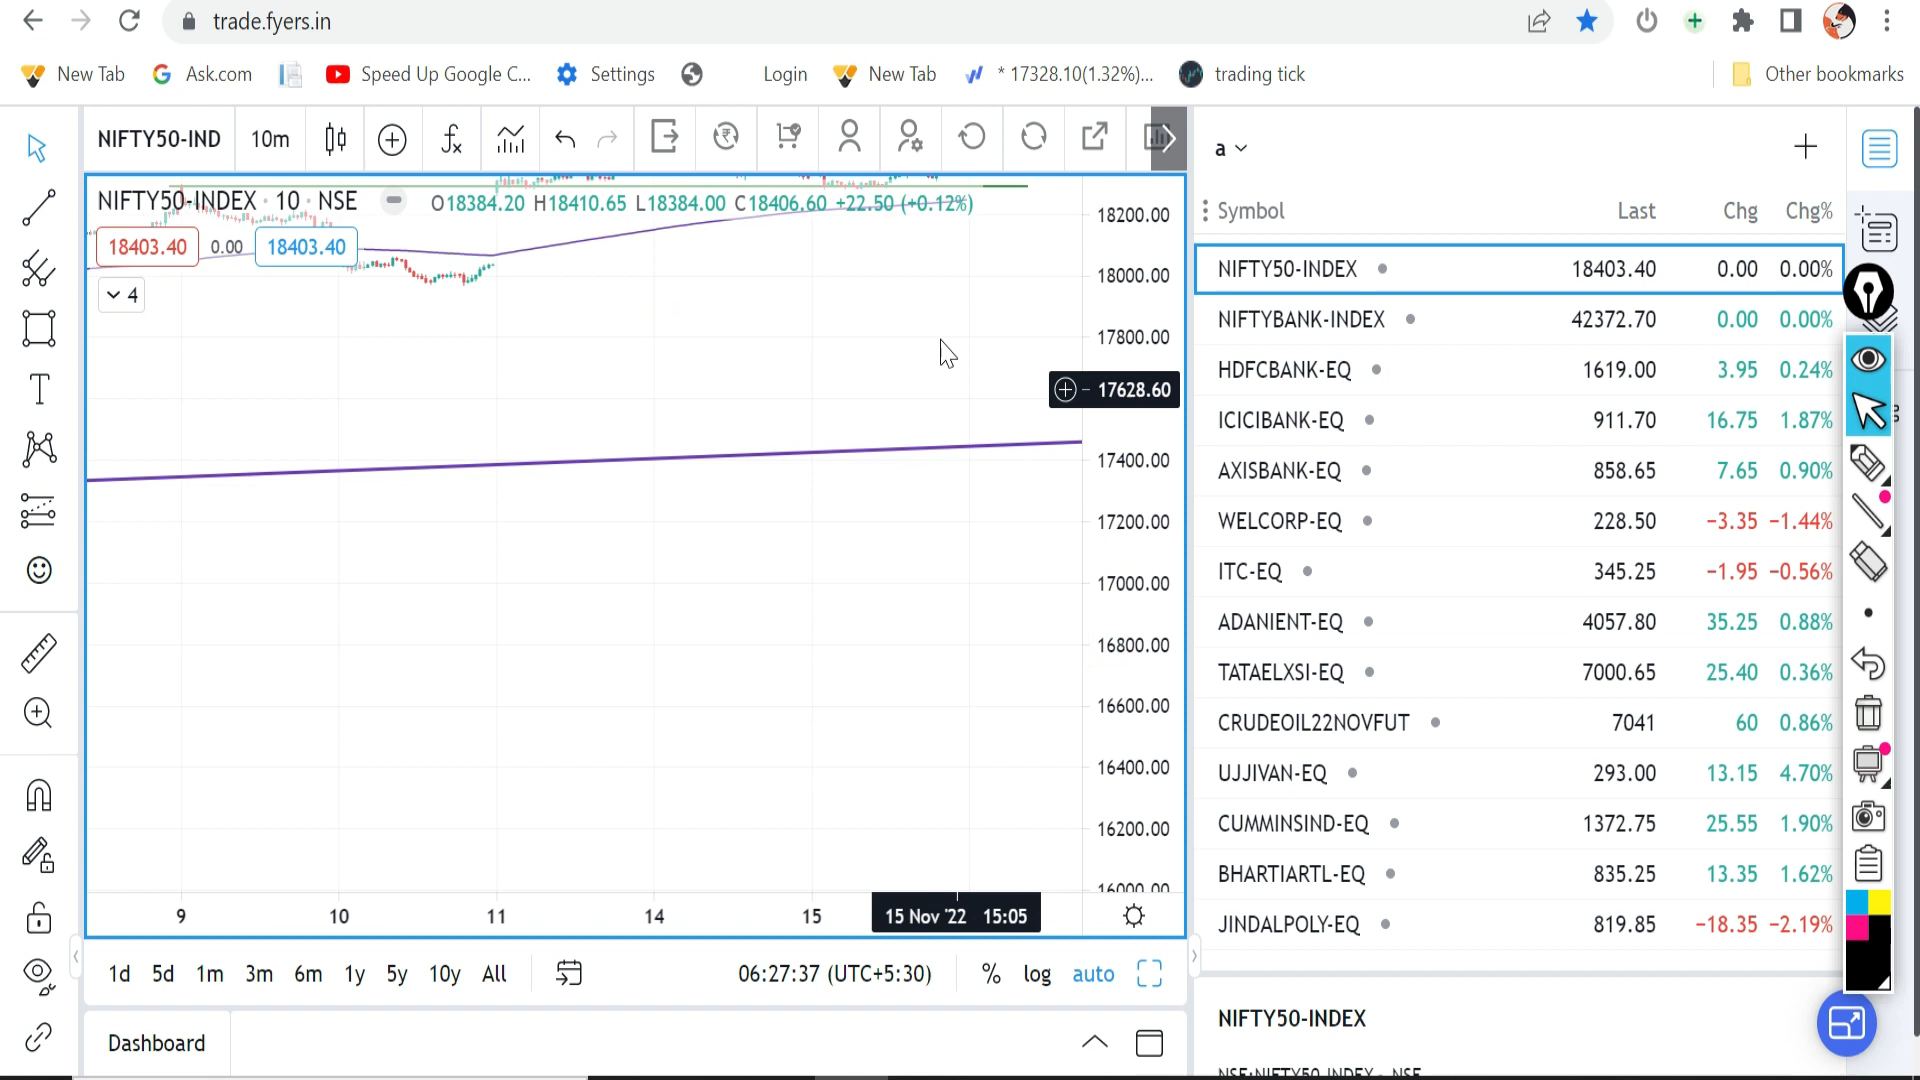 trade.fyers.in
New Tab Ask.com Speed Up Google C... Settings Login New Tab * 17328.10(1.32%)... trading tick Other bookmarks
NIFTY50-IND 10m
NIFTY50-INDEX · 10 · NSE O18384.20 H18410.65 L18384.00 C18406.60 +22.50 (+0.12%)
18403.40 0.00 18403.40
4
18200.00
18000.00
17800.00
17628.60
17400.00
17200.00
17000.00
16800.00
16600.00
16400.00
16200.00
16000.00
9 10 11 14 15 15 Nov '22 15:05
1d 5d 1m 3m 6m 1y 5y 10y All 06:27:37 (UTC+5:30) % log auto
Dashboard
a
Symbol Last Chg Chg%
NIFTY50-INDEX 18403.40 0.00 0.00%
NIFTYBANK-INDEX 42372.70 0.00 0.00%
HDFCBANK-EQ 1619.00 3.95 0.24%
ICICIBANK-EQ 911.70 16.75 1.87%
AXISBANK-EQ 858.65 7.65 0.90%
WELCORP-EQ 228.50 −3.35 −1.44%
ITC-EQ 345.25 −1.95 −0.56%
ADANIENT-EQ 4057.80 35.25 0.88%
TATAELXSI-EQ 7000.65 25.40 0.36%
CRUDEOIL22NOVFUT 7041 60 0.86%
UJJIVAN-EQ 293.00 13.15 4.70%
CUMMINSIND-EQ 1372.75 25.55 1.90%
BHARTIARTL-EQ 835.25 13.35 1.62%
JINDALPOLY-EQ 819.85 −18.35 −2.19%
NIFTY50-INDEX
NSE:NIFTY50-INDEX - NSE